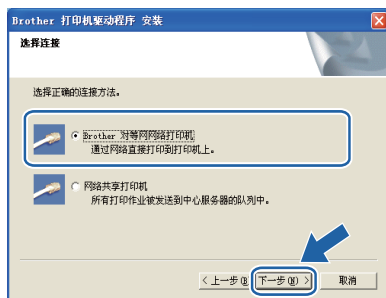 Brother 打印机驱动程序 安装
选择连接
选择正确的连接方法。
Brother 对等网网络打印机
通过网络直接打印到打印机上。
网络共享打印机
所有打印作业被发送到中心服务器的队列中。
< 上一步(B) 下一步(N) > 取消